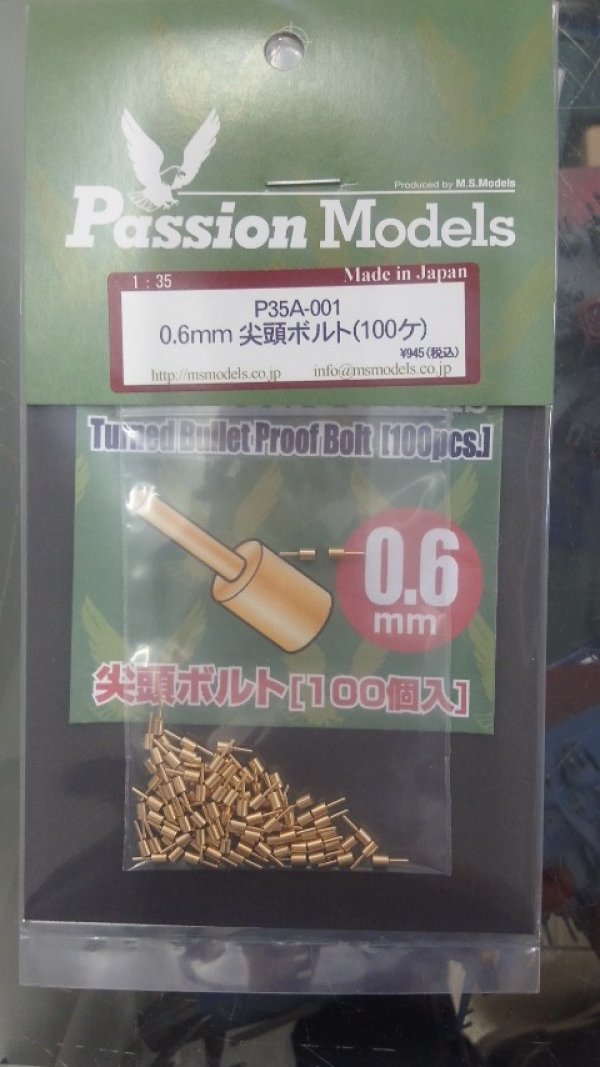 Produced by M.S.Models
Passion Models
1 : 35 Made in Japan
P35A-001
0.6mm 尖頭ボルト(100ケ)
¥945(税込)
http://msmodels.co.jp info@msmodels.co.jp
Turned Bullet Proof Bolt [100pcs.]
0.6
mm
尖頭ボルト[100個入]